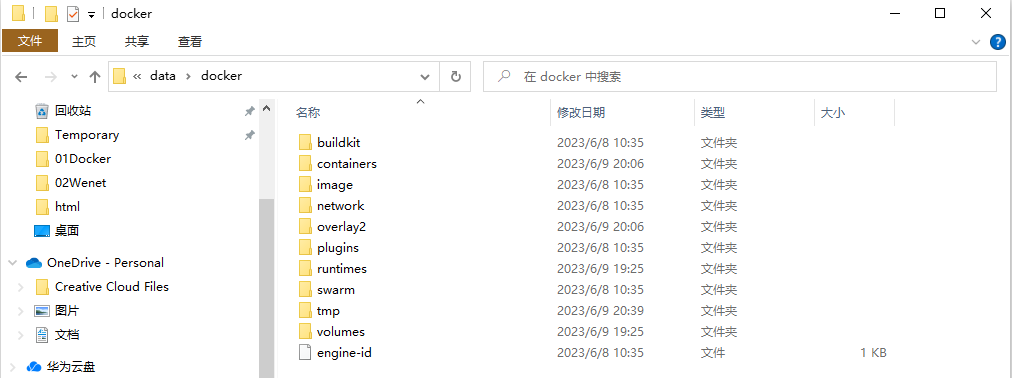 docker
文件 主页 共享 查看
« data › docker 在 docker 中搜索
名称 修改日期 类型 大小
回收站
Temporary
01Docker
02Wenet
html
桌面
OneDrive - Personal
Creative Cloud Files
图片
文档
华为云盘
buildkit 2023/6/8 10:35 文件夹
containers 2023/6/9 20:06 文件夹
image 2023/6/8 10:35 文件夹
network 2023/6/8 10:35 文件夹
overlay2 2023/6/9 20:06 文件夹
plugins 2023/6/8 10:35 文件夹
runtimes 2023/6/9 19:25 文件夹
swarm 2023/6/8 10:35 文件夹
tmp 2023/6/9 20:39 文件夹
volumes 2023/6/9 19:25 文件夹
engine-id 2023/6/8 10:35 文件 1 KB